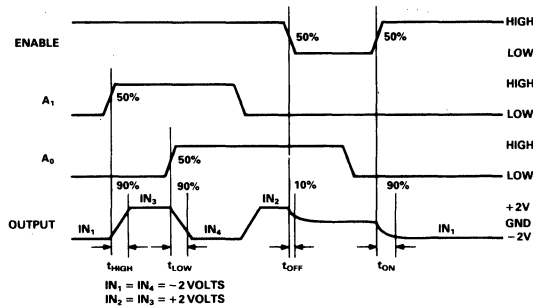 ENABLE
50%
50%
HIGH
LOW
A1
50%
HIGH
LOW
A0
50%
HIGH
LOW
OUTPUT
IN1
90%
IN3
90%
IN4
IN2
10%
90%
IN1
+2V
GND
−2V
tHIGH
tLOW
tOFF
tON
IN1 = IN4 = −2 VOLTS
IN2 = IN3 = +2 VOLTS